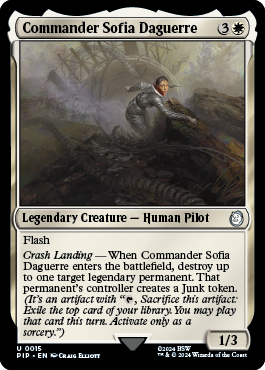 Commander Sofia Daguerre 3
Legendary Creature — Human Pilot
Flash
Crash Landing — When Commander Sofia
Daguerre enters the battlefield, destroy up
to one target legendary permanent. That
permanent's controller creates a Junk token.
(It's an artifact with ", Sacrifice this artifact:
Exile the top card of your library. You may play
that card this turn. Activate only as a
sorcery.")
1/3
U 0015
PIP • EN CRAIG ELLIOTT
©2024 BSW
™ & © 2024 Wizards of the Coast